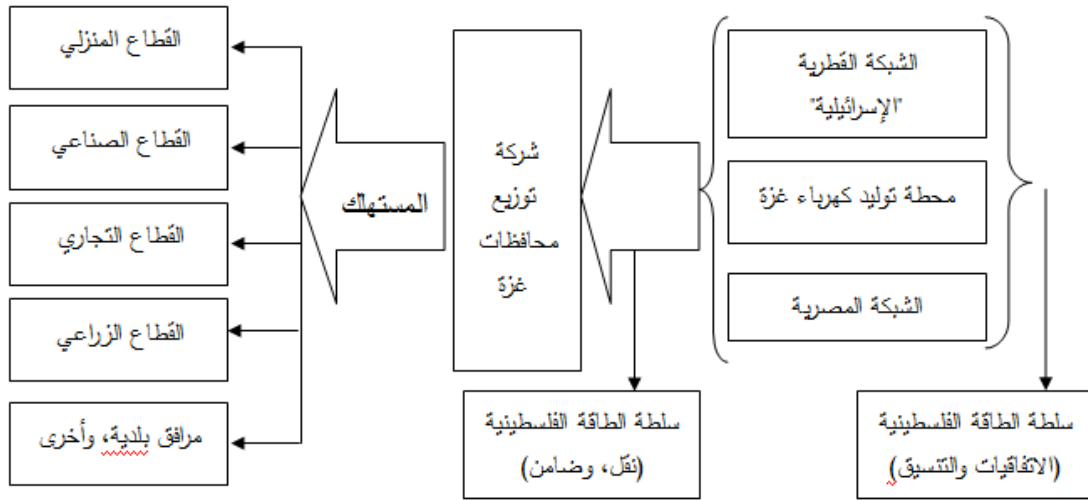 الشبكة القطرية
"الإسرائيلية"
محطة توليد كهرباء غزة
الشبكة المصرية
سلطة الطاقة الفلسطينية
(الاتفاقيات والتنسيق)
شركة
توزيع
محافظات
غزة
سلطة الطاقة الفلسطينية
(نقل، وضامن)
المستهلك
القطاع المنزلي
القطاع الصناعي
القطاع التجاري
القطاع الزراعي
مرافق بلدية، وأخرى